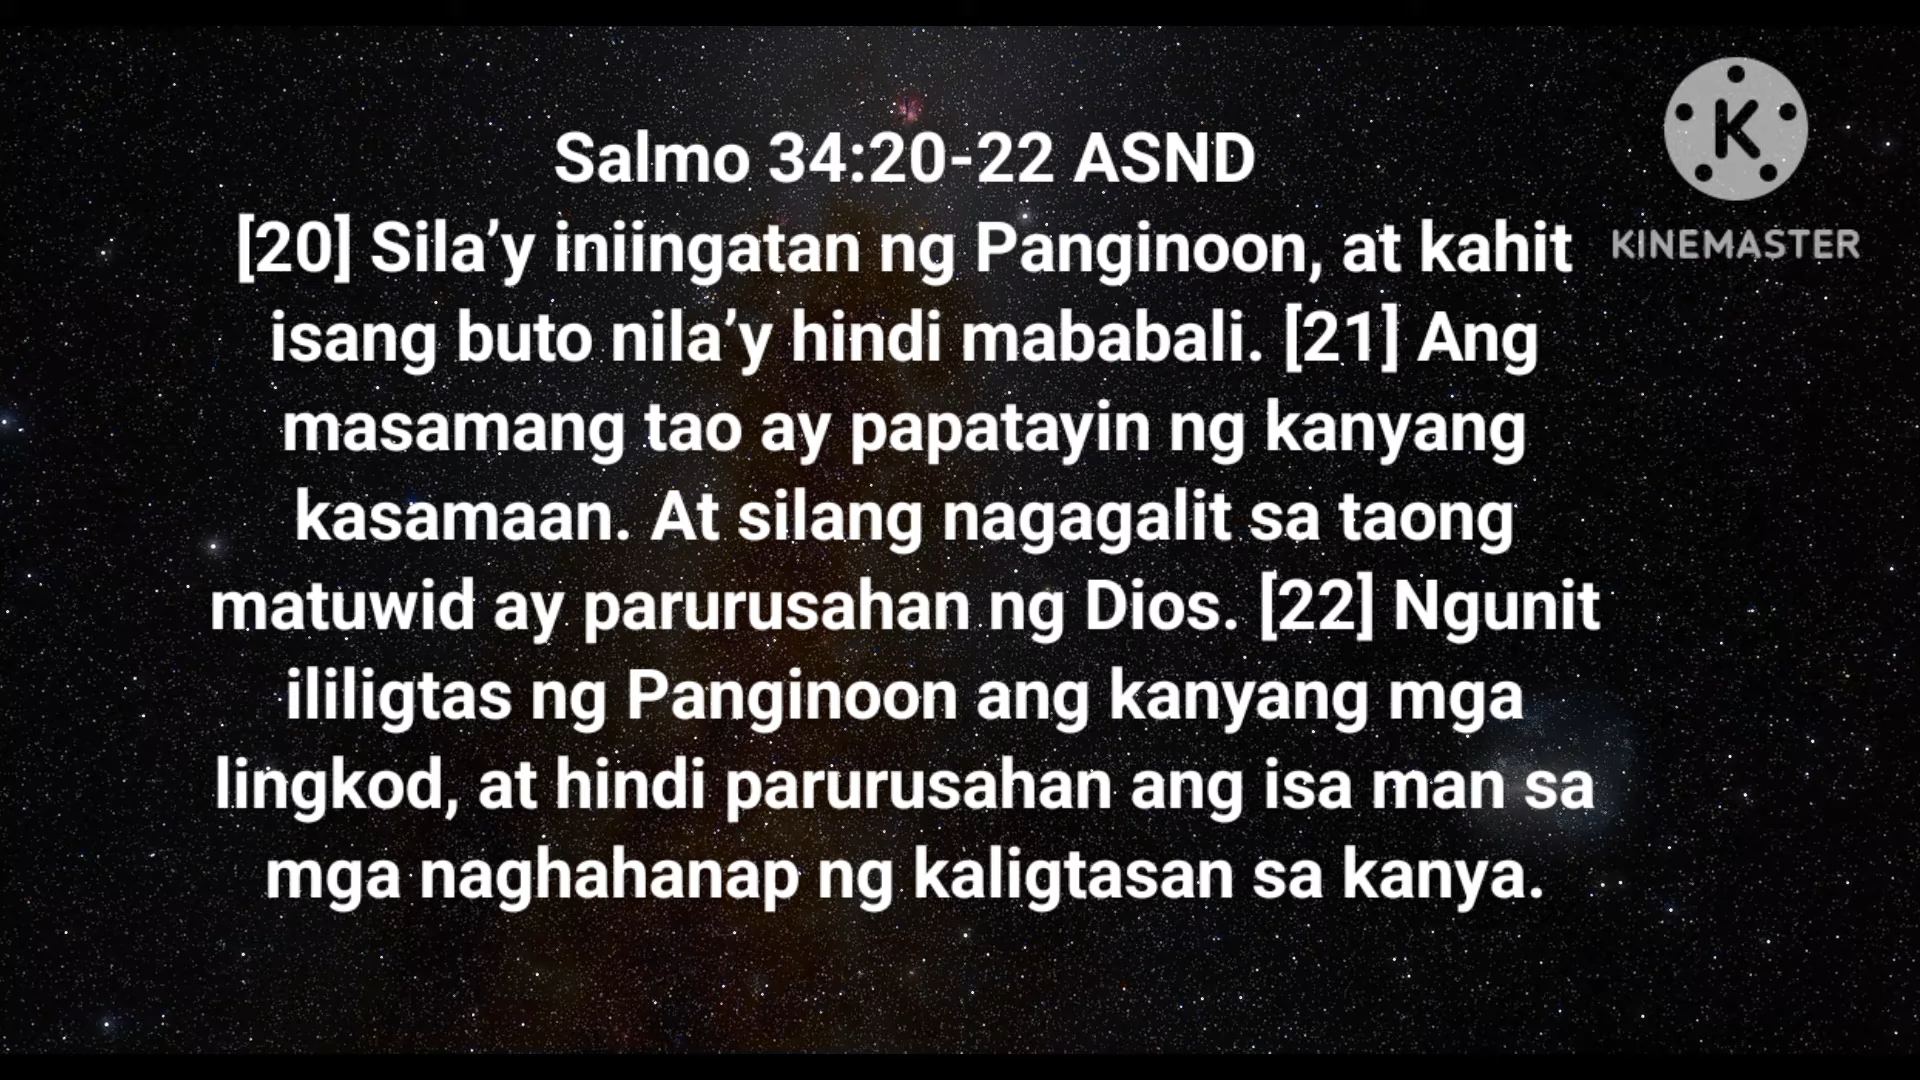 Salmo 34:20-22 ASND
[20] Sila’y iniingatan ng Panginoon, at kahit
isang buto nila’y hindi mababali. [21] Ang
masamang tao ay papatayin ng kanyang
kasamaan. At silang nagagalit sa taong
matuwid ay parurusahan ng Dios. [22] Ngunit
ililigtas ng Panginoon ang kanyang mga
lingkod, at hindi parurusahan ang isa man sa
mga naghahanap ng kaligtasan sa kanya.
K
KINEMASTER